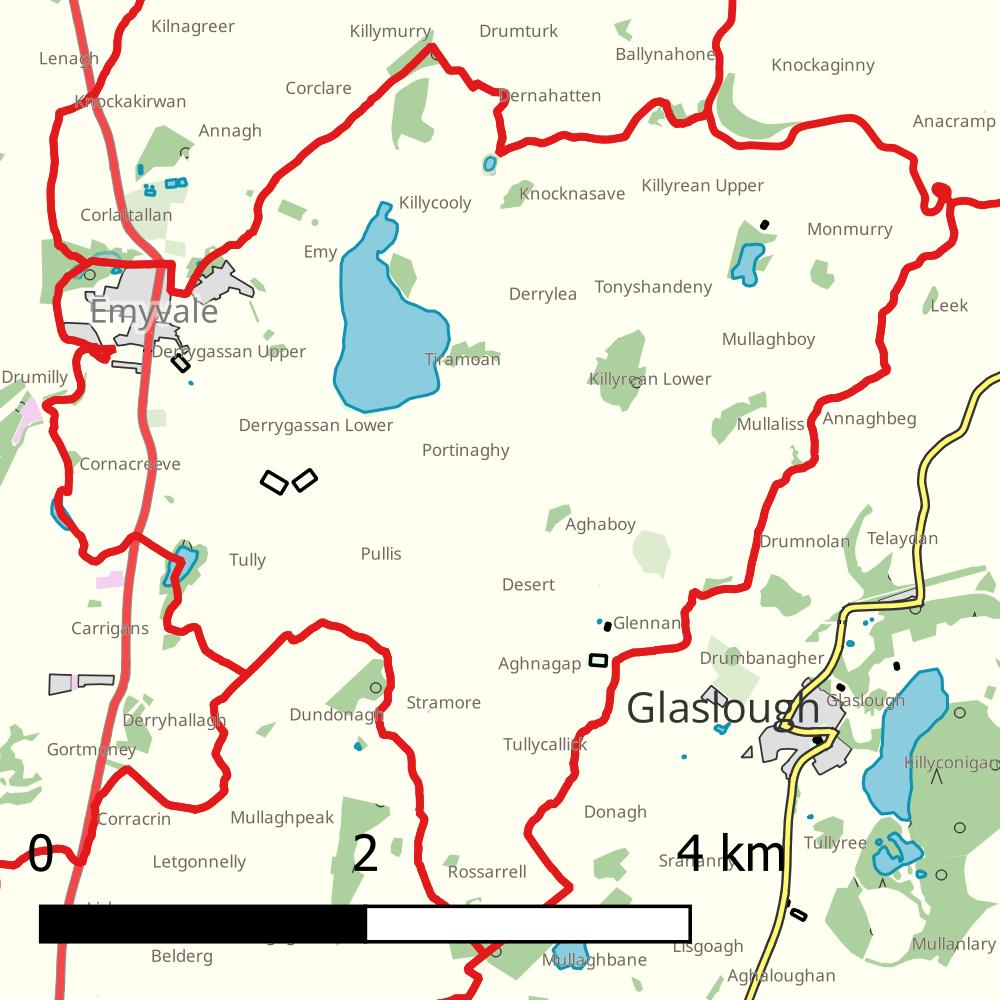 Kilnagreer
Killymurry
Drumturk
Lenagh
Ballynahone
Knockaginny
Corclare
Knockakirwan
Dernahatten
Annagh
Anacramp
Killyrean Upper
Knocknasave
Killycooly
Corlattallan
Monmurry
Emy
Tonyshandeny
Derrylea
Leek
Emyvale
Mullaghboy
Derrygassan Upper
Tiramoan
Drumilly
Killyrean Lower
Annaghbeg
Mullaliss
Derrygassan Lower
Portinaghy
Cornacreeve
Aghaboy
Drumnolan
Telaydan
Pullis
Tully
Desert
Glennan
Carrigans
Drumbanagher
Aghnagap
Stramore
Glaslough
Glaslough
Dundonagh
Derryhallagh
Tullycallick
Gortmoney
Killyconigan
Donagh
Corracrin
Mullaghpeak
Tullyree
0
2
4 km
Letgonnelly
Rossarrell
Lisgoagh
Mullanlary
Belderg
Mullaghbane
Aghaloughan